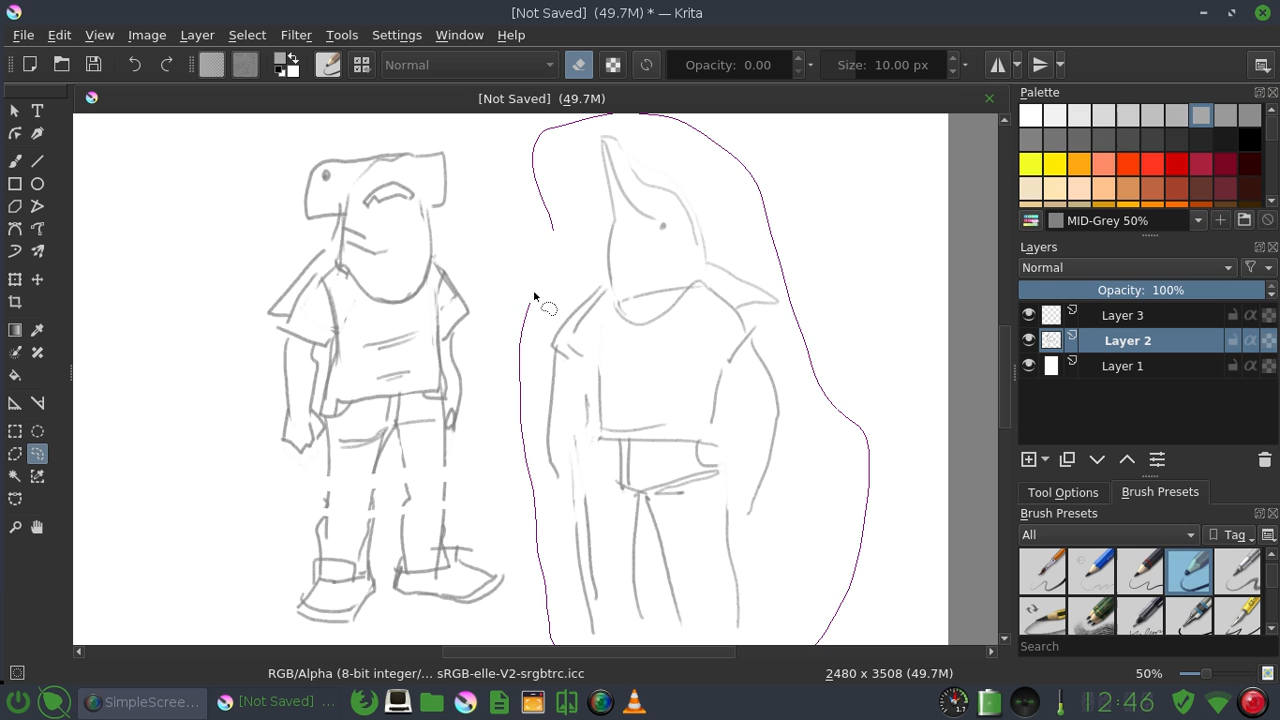 [Not Saved]  (49.7M) * — Krita
File Edit View Image Layer Select Filter Tools Settings Window Help
Normal Opacity: 0.00 Size: 10.00 px
[Not Saved]  (49.7M)
Palette
MID-Grey 50%
Layers
Normal
Opacity: 100%
Layer 3
Layer 2
Layer 1
Tool Options Brush Presets
Brush Presets
All Tag
Search
RGB/Alpha (8-bit integer/... sRGB-elle-V2-srgbtrc.icc 2480 x 3508 (49.7M) 50%
SimpleScree... [Not Saved] ... 1.7 12:46